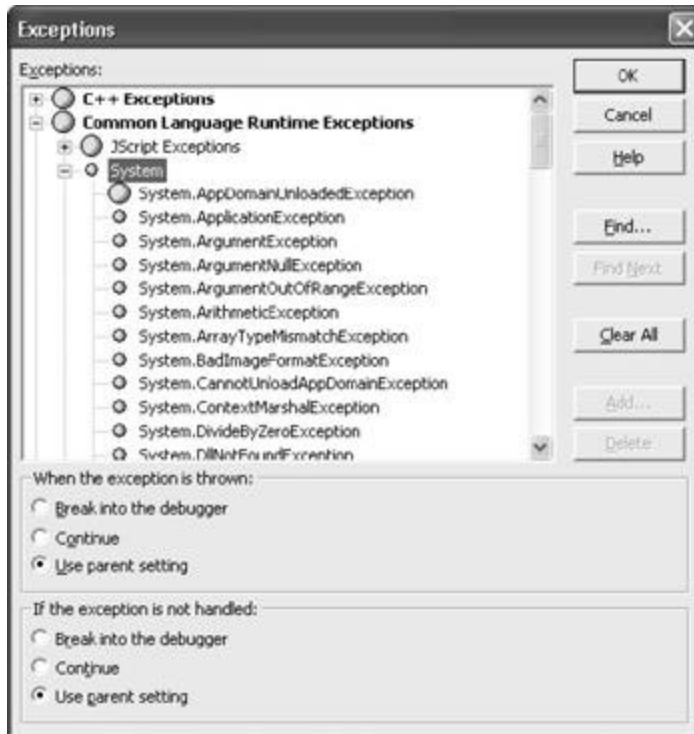 Exceptions
Exceptions:
C++ Exceptions
Common Language Runtime Exceptions
JScript Exceptions
System
System.AppDomainUnloadedException
System.ApplicationException
System.ArgumentException
System.ArgumentNullException
System.ArgumentOutOfRangeException
System.ArithmeticException
System.ArrayTypeMismatchException
System.BadImageFormatException
System.CannotUnloadAppDomainException
System.ContextMarshalException
System.DivideByZeroException
System.DllNotFoundException
OK
Cancel
Help
Find...
Find Next
Clear All
Add...
Delete
When the exception is thrown:
Break into the debugger
Continue
Use parent setting
If the exception is not handled:
Break into the debugger
Continue
Use parent setting